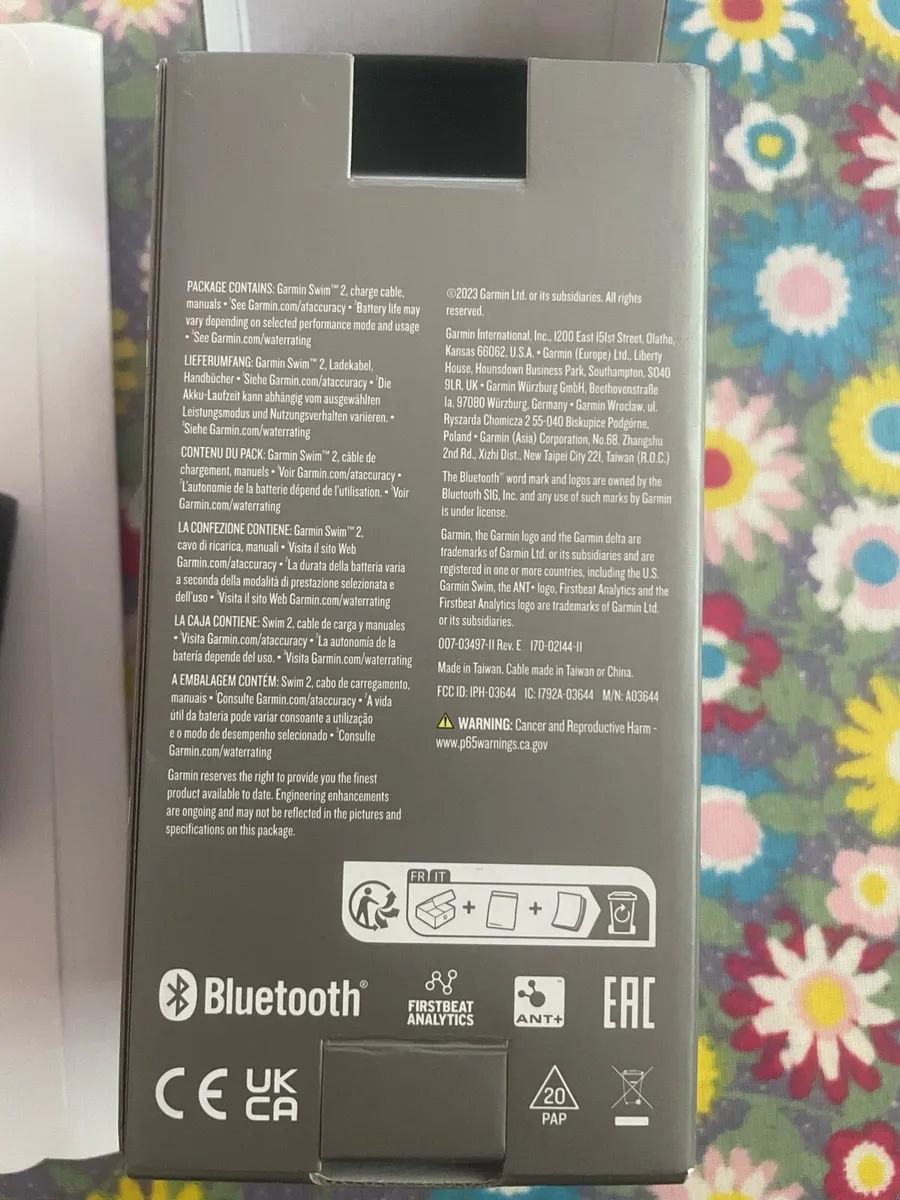 PACKAGE CONTAINS: Garmin Swim™ 2, charge cable,
manuals • ¹See Garmin.com/ataccuracy • ²Battery life may
vary depending on selected performance mode and usage
• ³See Garmin.com/waterrating
LIEFERUMFANG: Garmin Swim™ 2, Ladekabel,
Handbücher • ¹Siehe Garmin.com/ataccuracy • ²Die
Akku-Laufzeit kann abhängig vom ausgewählten
Leistungsmodus und Nutzungsverhalten variieren. •
³Siehe Garmin.com/waterrating
CONTENU DU PACK: Garmin Swim™ 2, câble de
chargement, manuels • ¹Voir Garmin.com/ataccuracy •
²L'autonomie de la batterie dépend de l'utilisation. • ³Voir
Garmin.com/waterrating
LA CONFEZIONE CONTIENE: Garmin Swim™ 2,
cavo di ricarica, manuali • ¹Visita il sito Web
Garmin.com/ataccuracy • ²La durata della batteria varia
a seconda della modalità di prestazione selezionata e
dell'uso • ³Visita il sito Web Garmin.com/waterrating
LA CAJA CONTIENE: Swim 2, cable de carga y manuales
• ¹Visita Garmin.com/ataccuracy • ²La autonomía de la
batería depende del uso. • ³Visita Garmin.com/waterrating
A EMBALAGEM CONTÉM: Swim 2, cabo de carregamento,
manuais • ¹Consulte Garmin.com/ataccuracy • ²A vida
útil da bateria pode variar consoante a utilização
e o modo de desempenho selecionado • ³Consulte
Garmin.com/waterrating
Garmin reserves the right to provide you the finest
product available to date. Engineering enhancements
are ongoing and may not be reflected in the pictures and
specifications on this package.
©2023 Garmin Ltd. or its subsidiaries. All rights
reserved.
Garmin International, Inc., 1200 East 151st Street, Olathe,
Kansas 66062, U.S.A. • Garmin (Europe) Ltd., Liberty
House, Hounsdown Business Park, Southampton, SO40
9LR, UK • Garmin Würzburg GmbH, Beethovenstraße
1a, 97080 Würzburg, Germany • Garmin Wroclaw, ul.
Ryszarda Chomicza 2 55-040 Biskupice Podgórne,
Poland • Garmin (Asia) Corporation, No.68, Zhangshu
2nd Rd., Xizhi Dist., New Taipei City 221, Taiwan (R.O.C.)
The Bluetooth® word mark and logos are owned by the
Bluetooth SIG, Inc. and any use of such marks by Garmin
is under license.
Garmin, the Garmin logo and the Garmin delta are
trademarks of Garmin Ltd. or its subsidiaries and are
registered in one or more countries, including the U.S.
Garmin Swim, the ANT+ logo, Firstbeat Analytics and the
Firstbeat Analytics logo are trademarks of Garmin Ltd.
or its subsidiaries.
007-03497-11 Rev. E 170-02144-11
Made in Taiwan. Cable made in Taiwan or China.
FCC ID: IPH-03644 IC: 1792A-03644 M/N: A03644
WARNING: Cancer and Reproductive Harm -
www.p65warnings.ca.gov
FR IT
Bluetooth®
FIRSTBEAT
ANALYTICS
ANT+
EAC
CE
UK
CA
20
PAP